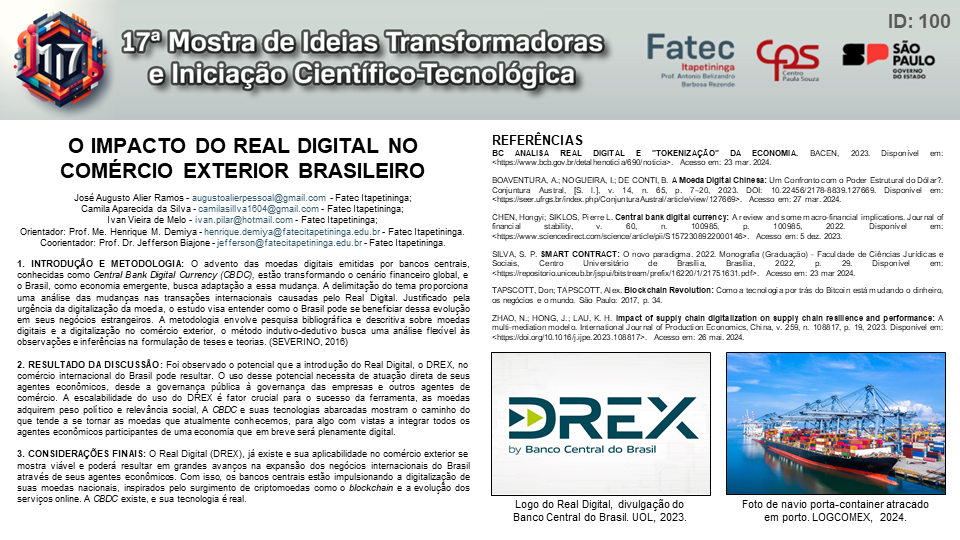 ID: 100
17
17ª Mostra de Ideias Transformadoras
e Iniciação Científico-Tecnológica
Fatec
Itapetininga
Prof. Antonio Belizandro
Barbosa Rezende
CPS
Centro
Paula Souza
SP
SÃO PAULO
GOVERNO DO ESTADO
O IMPACTO DO REAL DIGITAL NO
COMÉRCIO EXTERIOR BRASILEIRO
José Augusto Alier Ramos - augustoalierpessoal@gmail.com - Fatec Itapetininga;
Camila Aparecida da Silva - camilasilva1604@gmail.com - Fatec Itapetininga;
Ivan Vieira de Melo - ivan.pilar@hotmail.com - Fatec Itapetininga;
Orientador: Prof. Me. Henrique M. Demiya - henrique.demiya@fatecitapetininga.edu.br - Fatec Itapetininga.
Coorientador: Prof. Dr. Jefferson Biajone - jefferson@fatecitapetininga.edu.br - Fatec Itapetininga.
1. INTRODUÇÃO E METODOLOGIA: O advento das moedas digitais emitidas por bancos centrais,
conhecidas como Central Bank Digital Currency (CBDC), estão transformando o cenário financeiro global, e
o Brasil, como economia emergente, busca adaptação a essa mudança. A delimitação do tema proporciona
uma análise das mudanças nas transações internacionais causadas pelo Real Digital. Justificado pela
urgência da digitalização da moeda, o estudo visa entender como o Brasil pode se beneficiar dessa evolução
em seus negócios estrangeiros. A metodologia envolve pesquisa bibliográfica e descritiva sobre moedas
digitais e a digitalização no comércio exterior, o método indutivo-dedutivo busca uma análise flexível às
observações e inferências na formulação de teses e teorias. (SEVERINO, 2016)
2. RESULTADO DA DISCUSSÃO: Foi observado o potencial que a introdução do Real Digital, o DREX, no
comércio internacional do Brasil pode resultar. O uso desse potencial necessita de atuação direta de seus
agentes econômicos, desde a governança pública à governança das empresas e outros agentes de
comércio. A escalabilidade do uso do DREX é fator crucial para o sucesso da ferramenta, as moedas
adquirem peso político e relevância social, A CBDC e suas tecnologias abarcadas mostram o caminho do
que tende a se tornar as moedas que atualmente conhecemos, para algo com vistas a integrar todos os
agentes econômicos participantes de uma economia que em breve será plenamente digital.
3. CONSIDERAÇÕES FINAIS: O Real Digital (DREX), já existe e sua aplicabilidade no comércio exterior se
mostra viável e poderá resultar em grandes avanços na expansão dos negócios internacionais do Brasil
através de seus agentes econômicos. Com isso, os bancos centrais estão impulsionando a digitalização de
suas moedas nacionais, inspirados pelo surgimento de criptomoedas como o blockchain e a evolução dos
serviços online. A CBDC existe, e sua tecnologia é real.
REFERÊNCIAS
BC ANALISA REAL DIGITAL E "TOKENIZAÇÃO" DA ECONOMIA. BACEN, 2023. Disponível em:
<https://www.bcb.gov.br/detalhenoticia/690/noticia>. Acesso em: 23 mar. 2024.
BOAVENTURA, A.; NOGUEIRA, I.; DE CONTI, B. A Moeda Digital Chinesa: Um Confronto com o Poder Estrutural do Dólar?.
Conjuntura Austral, [S. l.], v. 14, n. 65, p. 7–20, 2023. DOI: 10.22456/2178-8839.127669. Disponível em:
<https://seer.ufrgs.br/index.php/ConjunturaAustral/article/view/127669>. Acesso em: 27 mar. 2024.
CHEN, Hongyi; SIKLOS, Pierre L. Central bank digital currency: A review and some macro-financial implications. Journal of
financial stability, v. 60, n. 100985, p. 100985, 2022. Disponível em:
<https://www.sciencedirect.com/science/article/pii/S1572308922000146>. Acesso em: 5 dez. 2023.
SILVA, S. P. SMART CONTRACT: O novo paradigma. 2022. Monografia (Graduação) - Faculdade de Ciências Jurídicas e
Sociais, Centro Universitário de Brasília, Brasília, 2022, p. 29. Disponível em:
<https://repositorio.uniceub.br/jspui/bitstream/prefix/16220/1/21751631.pdf>. Acesso em: 23 mar 2024.
TAPSCOTT, Don; TAPSCOTT, Alex. Blockchain Revolution: Como a tecnologia por trás do Bitcoin está mudando o dinheiro,
os negócios e o mundo. São Paulo: 2017, p. 34.
ZHAO, N.; HONG, J.; LAU, K. H. Impact of supply chain digitalization on supply chain resilience and performance: A
multi-mediation modelo. International Journal of Production Economics, China, v. 259, n. 108817, p. 19, 2023. Disponível em:
<https://doi.org/10.1016/j.ijpe.2023.108817>. Acesso em: 26 mai. 2024.
DREX
by Banco Central do Brasil
Logo do Real Digital, divulgação do
Banco Central do Brasil. UOL, 2023.
Foto de navio porta-container atracado
em porto. LOGCOMEX, 2024.